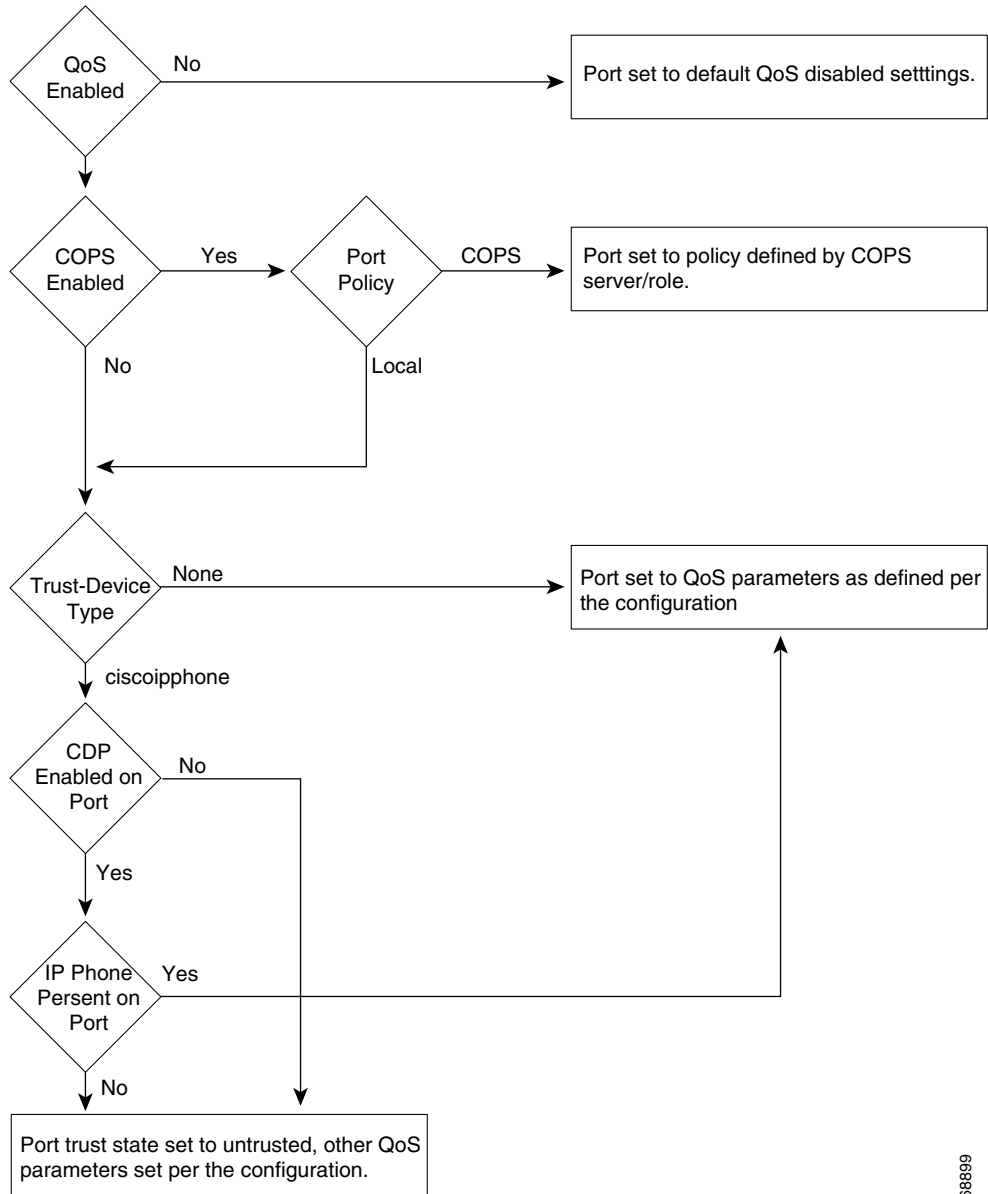 QoS
Enabled
No
Port set to default QoS disabled setttings.
COPS
Enabled
Yes
Port
Policy
COPS
Port set to policy defined by COPS
server/role.
No
Local
Trust-Device
Type
None
Port set to QoS parameters as defined per
the configuration
ciscoipphone
CDP
Enabled on
Port
No
Yes
IP Phone
Persent on
Port
Yes
No
Port trust state set to untrusted, other QoS
parameters set per the configuration.
68899